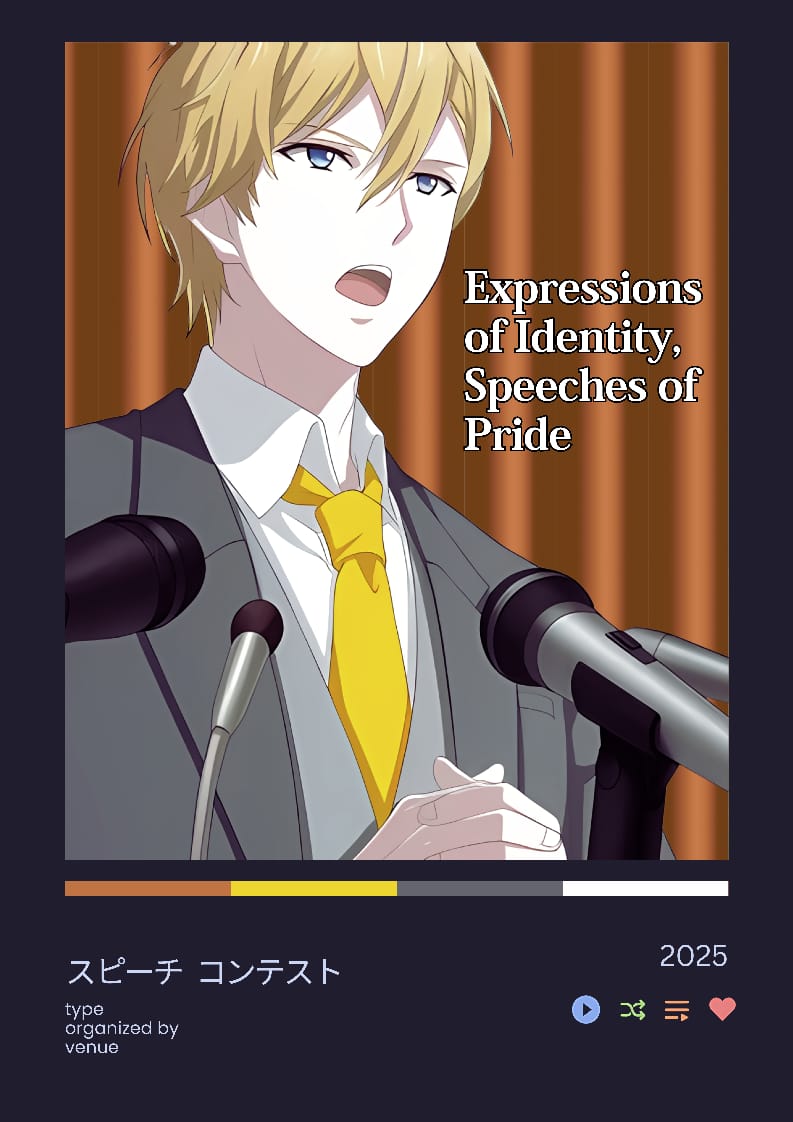 Expressions
of Identity,
Speeches of
Pride
スピーチ コンテスト
2025
type
organized by
venue